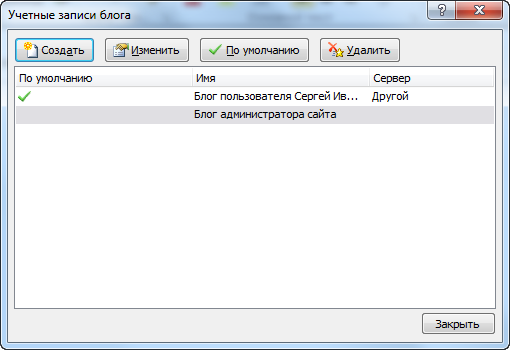 Учетные записи блога
Создать Изменить По умолчанию Удалить
По умолчанию Имя Сервер
Блог пользователя Сергей Ив... Другой
Блог администратора сайта
Закрыть